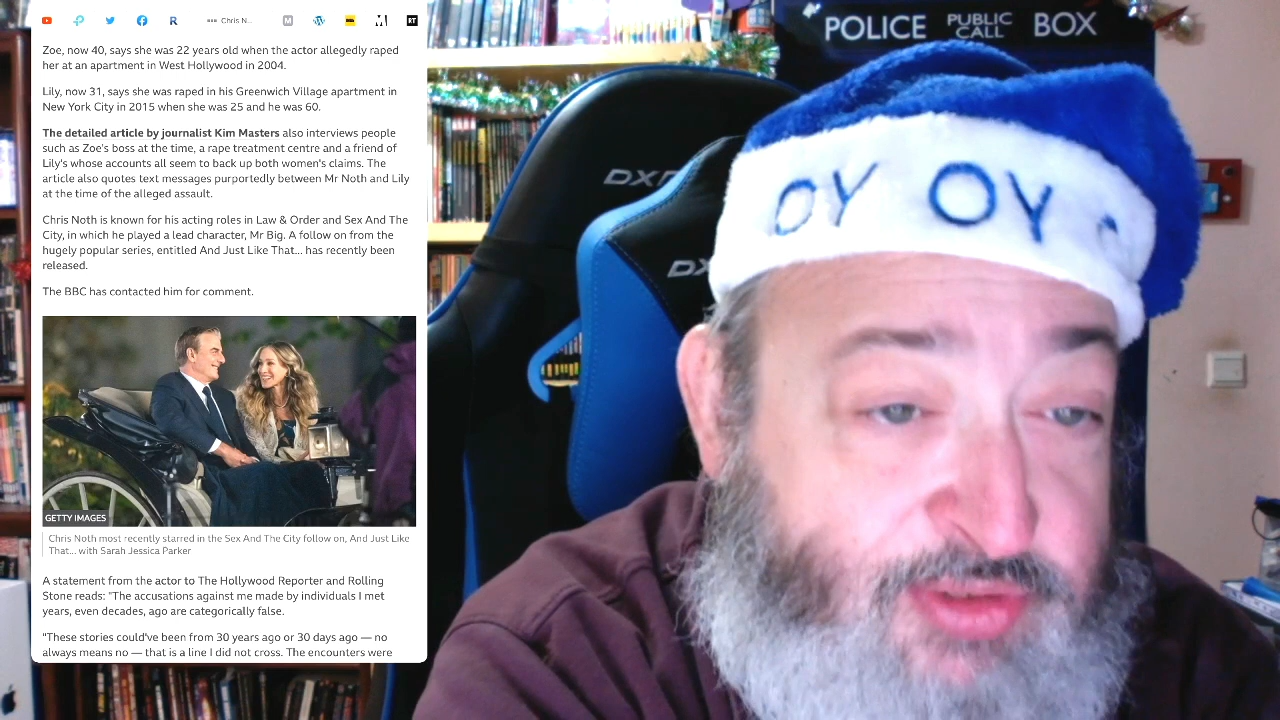 Chris N...
M
RT
Zoe, now 40, says she was 22 years old when the actor allegedly raped
her at an apartment in West Hollywood in 2004.
Lily, now 31, says she was raped in his Greenwich Village apartment in
New York City in 2015 when she was 25 and he was 60.
The detailed article by journalist Kim Masters also interviews people
such as Zoe's boss at the time, a rape treatment centre and a friend of
Lily's whose accounts all seem to back up both women's claims. The
article also quotes text messages purportedly between Mr Noth and Lily
at the time of the alleged assault.
Chris Noth is known for his acting roles in Law & Order and Sex And The
City, in which he played a lead character, Mr Big. A follow on from the
hugely popular series, entitled And Just Like That... has recently been
released.
The BBC has contacted him for comment.
GETTY IMAGES
Chris Noth most recently starred in the Sex And The City follow on, And Just Like
That... with Sarah Jessica Parker
A statement from the actor to The Hollywood Reporter and Rolling
Stone reads: "The accusations against me made by individuals I met
years, even decades, ago are categorically false.
"These stories could've been from 30 years ago or 30 days ago — no
always means no — that is a line I did not cross. The encounters were
POLICE PUBLIC CALL BOX
OY OY